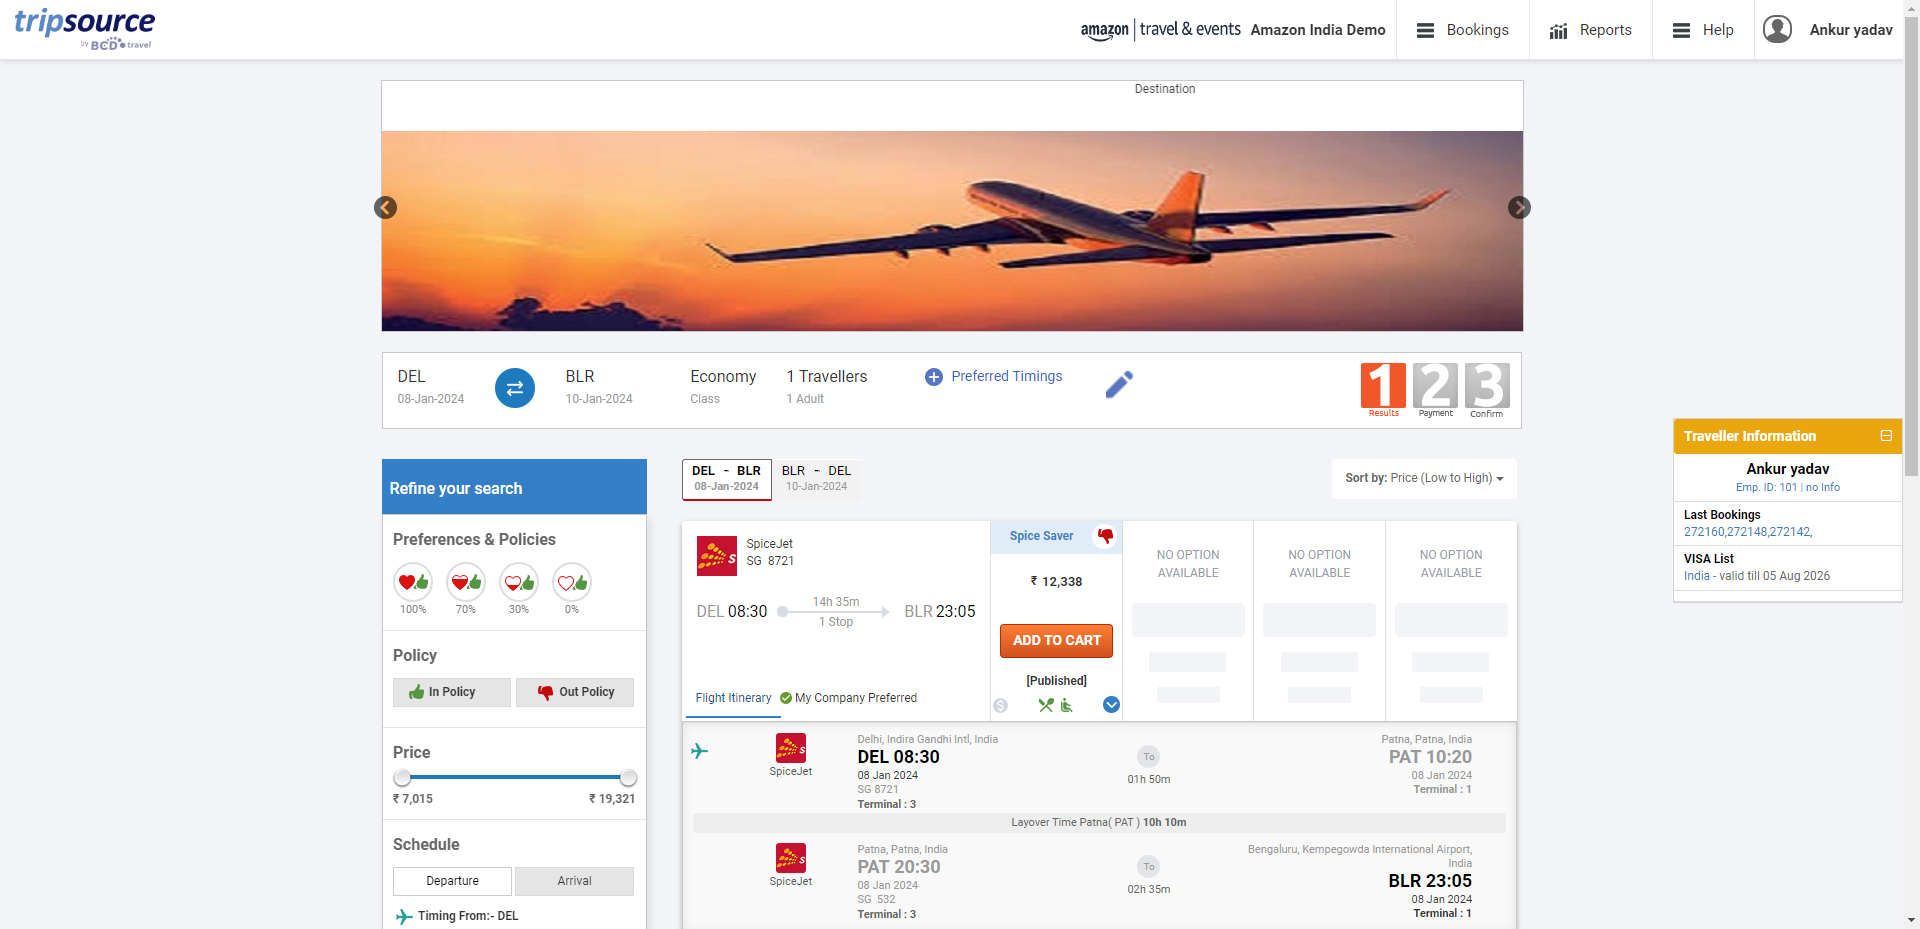 tripsource
by BCD travel
amazon travel & events Amazon India Demo
Bookings
Reports
Help
Ankur yadav
Destination
DEL
08-Jan-2024
BLR
10-Jan-2024
Economy
Class
1 Travellers
1 Adult
Preferred Timings
1 2 3
Results Payment Confirm
Traveller Information
Ankur yadav
Emp. ID: 101 | no Info
Last Bookings
272160,272148,272142,
VISA List
India - valid till 05 Aug 2026
Refine your search
Preferences & Policies
100% 70% 30% 0%
Policy
In Policy Out Policy
Price
₹ 7,015 ₹ 19,321
Schedule
Departure Arrival
Timing From:- DEL
DEL - BLR
08-Jan-2024
BLR - DEL
10-Jan-2024
Sort by: Price (Low to High)
SpiceJet
SG 8721
DEL 08:30
14h 35m
1 Stop
BLR 23:05
Flight Itinerary
My Company Preferred
Spice Saver
₹ 12,338
ADD TO CART
[Published]
NO OPTION
AVAILABLE
NO OPTION
AVAILABLE
NO OPTION
AVAILABLE
SpiceJet
Delhi, Indira Gandhi Intl, India
DEL 08:30
08 Jan 2024
SG 8721
Terminal : 3
To
01h 50m
Patna, Patna, India
PAT 10:20
08 Jan 2024
Terminal : 1
Layover Time Patna( PAT ) 10h 10m
SpiceJet
Patna, Patna, India
PAT 20:30
08 Jan 2024
SG 532
Terminal : 3
To
02h 35m
Bengaluru, Kempegowda International Airport,
India
BLR 23:05
08 Jan 2024
Terminal : 1